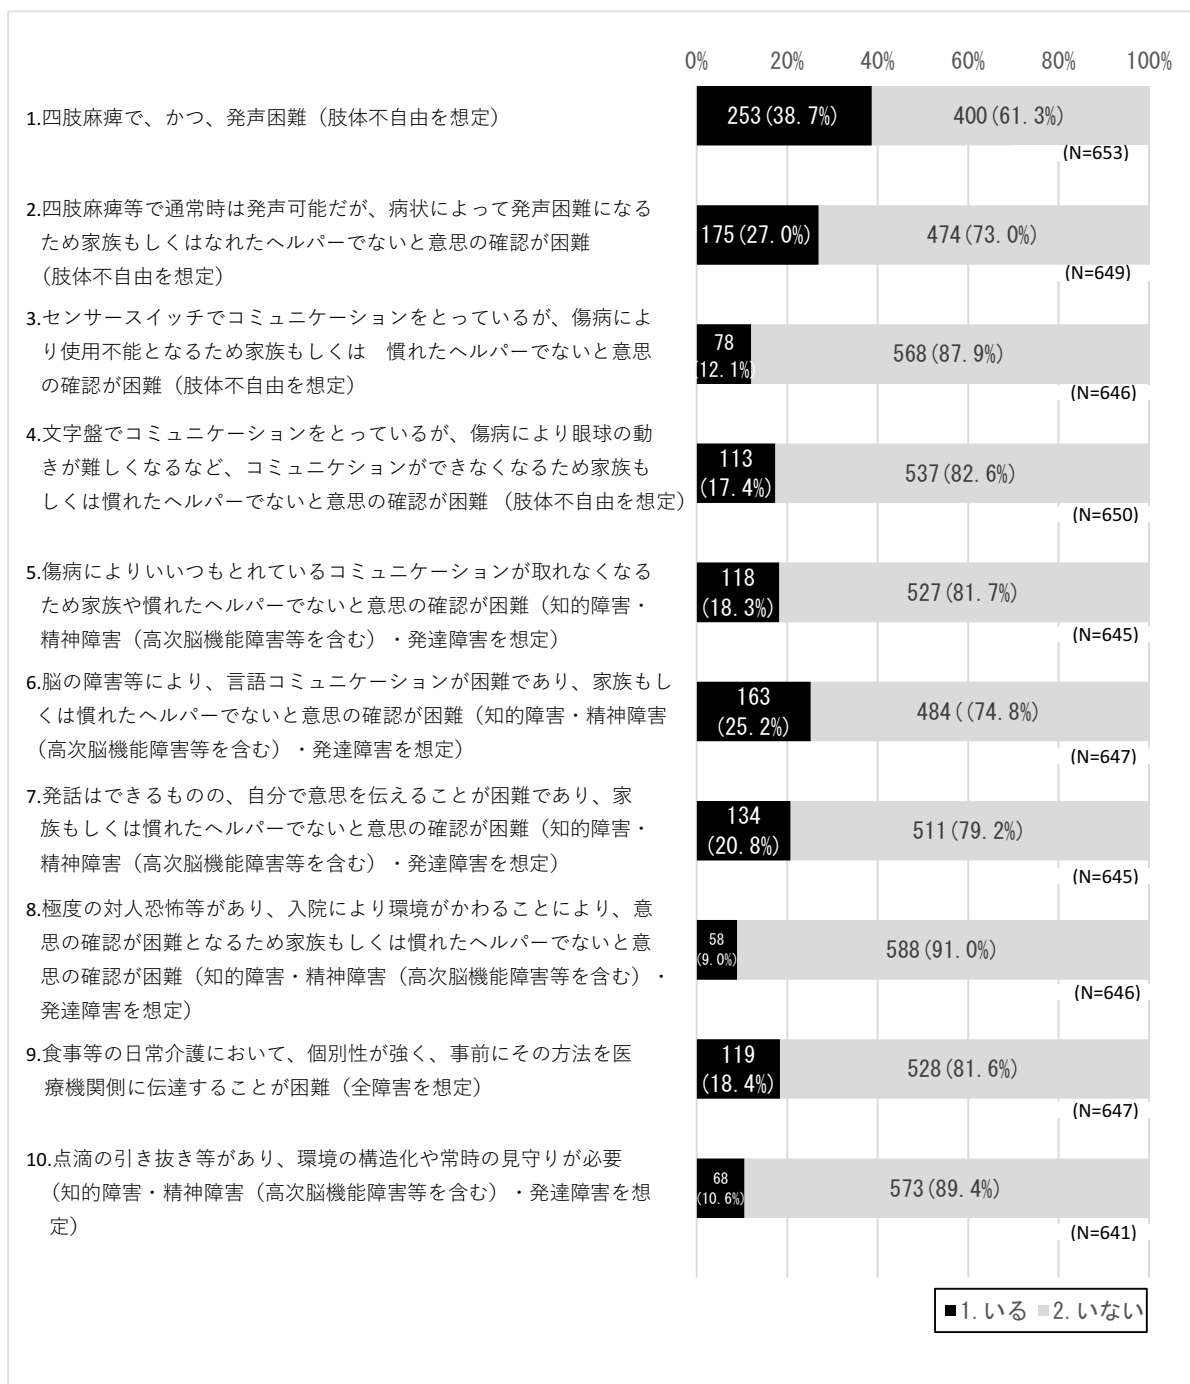 0% 20% 40% 60% 80% 100%
1.四肢麻痺で、かつ、発声困難（肢体不自由を想定）
253(38.7%) 400(61.3%)
(N=653)
2.四肢麻痺等で通常時は発声可能だが、病状によって発声困難になる
ため家族もしくはなれたヘルパーでないと意思の確認が困難
（肢体不自由を想定）
175(27.0%) 474(73.0%)
(N=649)
3.センサースイッチでコミュニケーションをとっているが、傷病によ
り使用不能となるため家族もしくは　慣れたヘルパーでないと意思
の確認が困難（肢体不自由を想定）
78
(12.1%) 568(87.9%)
(N=646)
4.文字盤でコミュニケーションをとっているが、傷病により眼球の動
きが難しくなるなど、コミュニケションができなくなるため家族も
しくは慣れたヘルパーでないと意思の確認が困難 （肢体不自由を想定）
113
(17.4%) 537(82.6%)
(N=650)
5.傷病によりいいつもとれているコミュニケーションが取れなくなる
ため家族や慣れたヘルパーでないと意思の確認が困難（知的障害・
精神障害（高次脳機能障害等を含む）・発達障害を想定）
118
(18.3%) 527(81.7%)
(N=645)
6.脳の障害等により、言語コミュニケーションが困難であり、家族もし
くは慣れたヘルパーでないと意思の確認が困難（知的障害・精神障害
（高次脳機能障害等を含む）・発達障害を想定）
163
(25.2%) 484((74.8%)
(N=647)
7.発話はできるものの、自分で意思を伝えることが困難であり、家
族もしくは慣れたヘルパーでないと意思の確認が困難（知的障害・
精神障害（高次脳機能障害等を含む）・発達障害を想定）
134
(20.8%) 511(79.2%)
(N=645)
8.極度の対人恐怖等があり、入院により環境がかわることにより、意
思の確認が困難となるため家族もしくは慣れたヘルパーでないと意
思の確認が困難（知的障害・精神障害（高次脳機能障害等を含む）・
発達障害を想定）
58
(9.0%) 588(91.0%)
(N=646)
9.食事等の日常介護において、個別性が強く、事前にその方法を医
療機関側に伝達することが困難（全障害を想定）
119
(18.4%) 528(81.6%)
(N=647)
10.点滴の引き抜き等があり、環境の構造化や常時の見守りが必要
（知的障害・精神障害（高次脳機能障害等を含む）・発達障害を想
定）
68
(10.6%) 573(89.4%)
(N=641)
1.いる 2.いない